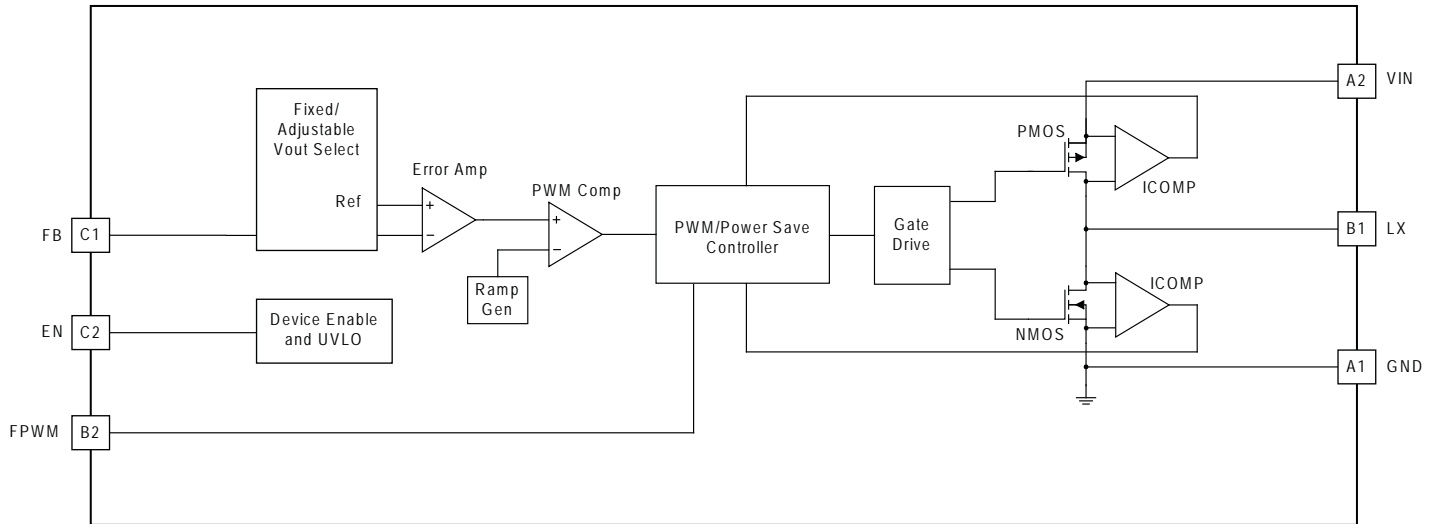 A2 VIN
Fixed/
Adjustable
Vout Select
Ref
PMOS
Error Amp
+
−
PWM Comp
+
−
ICOMP
FB C1
PWM/Power Save
Controller
Gate
Drive
B1 LX
Ramp
Gen
ICOMP
EN C2
Device Enable
and UVLO
NMOS
A1 GND
FPWM B2